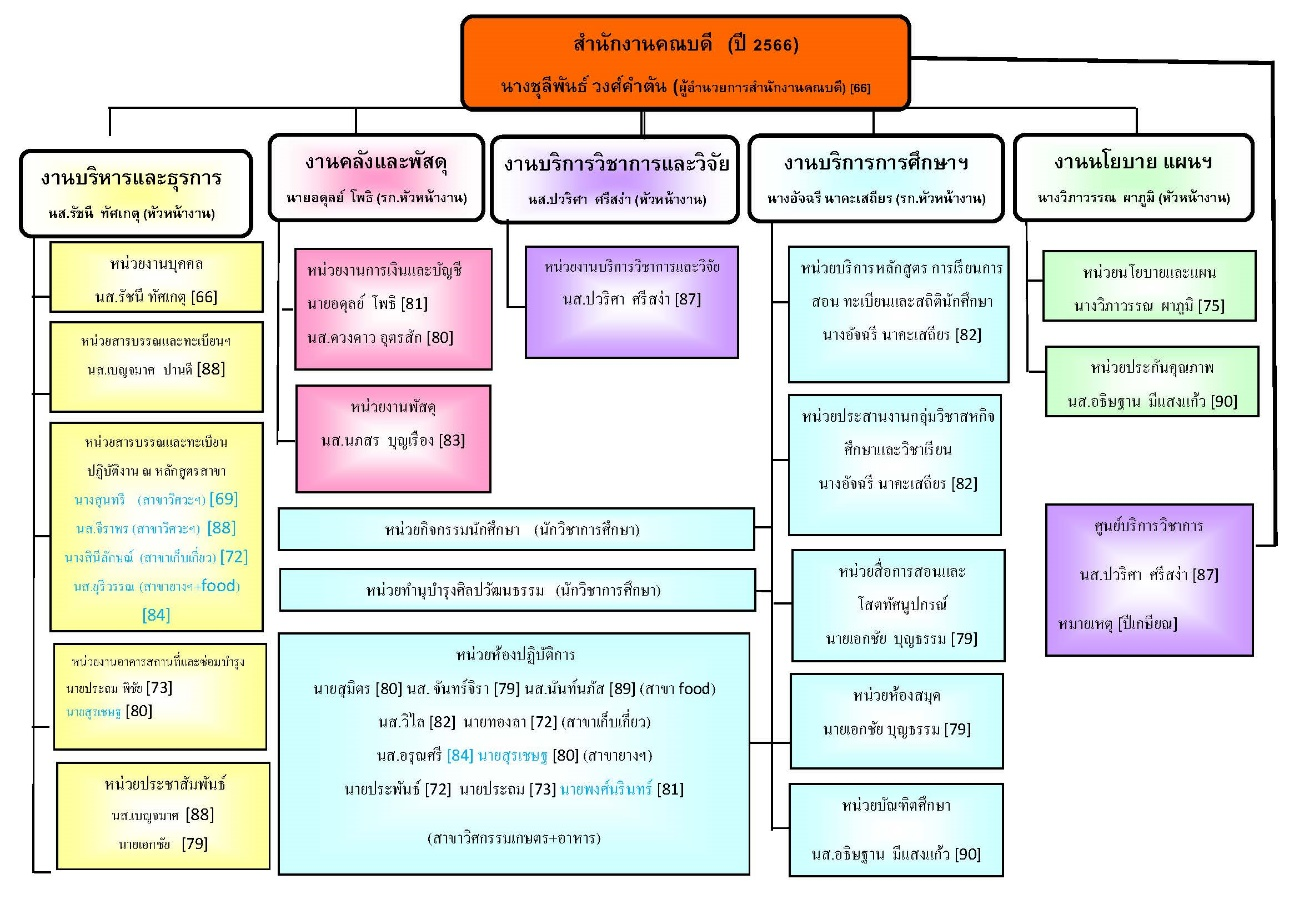 สำนักงานคณบดี (ปี 2566)
นางชุลีพันธ์ วงศ์คำตัน (ผู้อำนวยการสำนักงานคณบดี) [66]
งานบริหารและธุรการ
นส.รัชนี ทัศเกตุ (หัวหน้างาน)
หน่วยงานบุคคล
นส.รัชนี ทัศเกตุ [66]
หน่วยสารบรรณและทะเบียนฯ
นส.เบญจมาศ ปานดี [88]
หน่วยสารบรรณและทะเบียน
ปฏิบัติงาน ณ หลักสูตรสาขา
นางสุนทรี (สาขาวิศวะฯ) [69]
นส.จิราพร (สาขาวิศวะฯ) [88]
นางสินีลักษณ์ (สาขาเก็บเกี่ยว) [72]
นส.ยุริวรรณ (สาขายางฯ+food)
[84]
หน่วยงานอาคารสถานที่และซ่อมบำรุง
นายประถม พิชัย [73]
นายสุรเชษฐ [80]
หน่วยประชาสัมพันธ์
นส.เบญจมาศ [88]
นายเอกชัย [79]
งานคลังและพัสดุ
นายอดุลย์ โพธิ (รก.หัวหน้างาน)
หน่วยงานการเงินและบัญชี
นายอดุลย์ โพธิ [81]
นส.ดวงดาว อุตรสัก [80]
หน่วยงานพัสดุ
นส.นภสร บุญเรือง [83]
งานบริการวิชาการและวิจัย
นส.ปวริศา ศรีสง่า (หัวหน้างาน)
หน่วยงานบริการวิชาการและวิจัย
นส.ปวริศา ศรีสง่า [87]
งานบริการการศึกษาฯ
นางอัจฉรี นาคะเสถียร (รก.หัวหน้างาน)
หน่วยบริการหลักสูตร การเรียนการ
สอน ทะเบียนและสถิตินักศึกษา
นางอัจฉรี นาคะเสถียร [82]
หน่วยประสานงานกลุ่มวิชาสหกิจ
ศึกษาและวิชาเรียน
นางอัจฉรี นาคะเสถียร [82]
หน่วยสื่อการสอนและ
โสตทัศนูปกรณ์
นายเอกชัย บุญธรรม [79]
หน่วยห้องสมุด
นายเอกชัย บุญธรรม [79]
หน่วยบัณฑิตศึกษา
นส.อธิษฐาน มีแสงแก้ว [90]
หน่วยกิจกรรมนักศึกษา (นักวิชาการศึกษา)
หน่วยทำนุบำรุงศิลปวัฒนธรรม (นักวิชาการศึกษา)
หน่วยห้องปฏิบัติการ
นายสุมิตร [80] นส. จันทร์จิรา [79] นส.นันท์นภัส [89] (สาขา food)
นส.วิไล [82] นายทองลา [72] (สาขาเก็บเกี่ยว)
นส.อรุณศรี [84] นายสุรเชษฐ [80] (สาขายางฯ)
นายประพันธ์ [72] นายประถม [73] นายพงศ์นรินทร์ [81]
(สาขาวิศกรรมเกษตร+อาหาร)
งานนโยบาย แผนฯ
นางวิภาวรรณ ผาภูมิ (หัวหน้างาน)
หน่วยนโยบายและแผน
นางวิภาวรรณ ผาภูมิ [75]
หน่วยประกันคุณภาพ
นส.อธิษฐาน มีแสงแก้ว [90]
ศูนย์บริการวิชาการ
นส.ปวริศา ศรีสง่า [87]
หมายเหตุ [ปีเกษียณ]